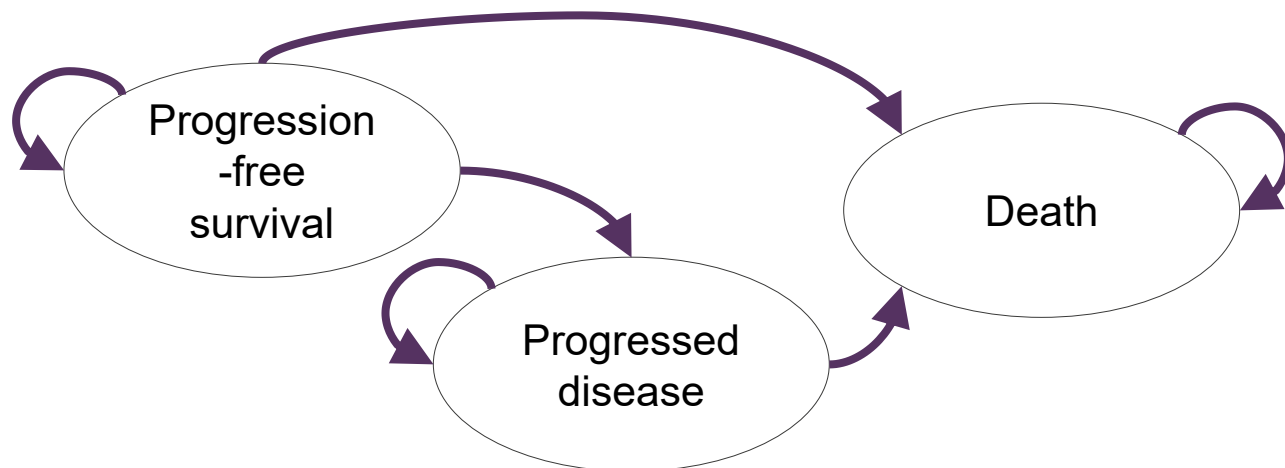 Progression
-free
survival
Death
Progressed
disease